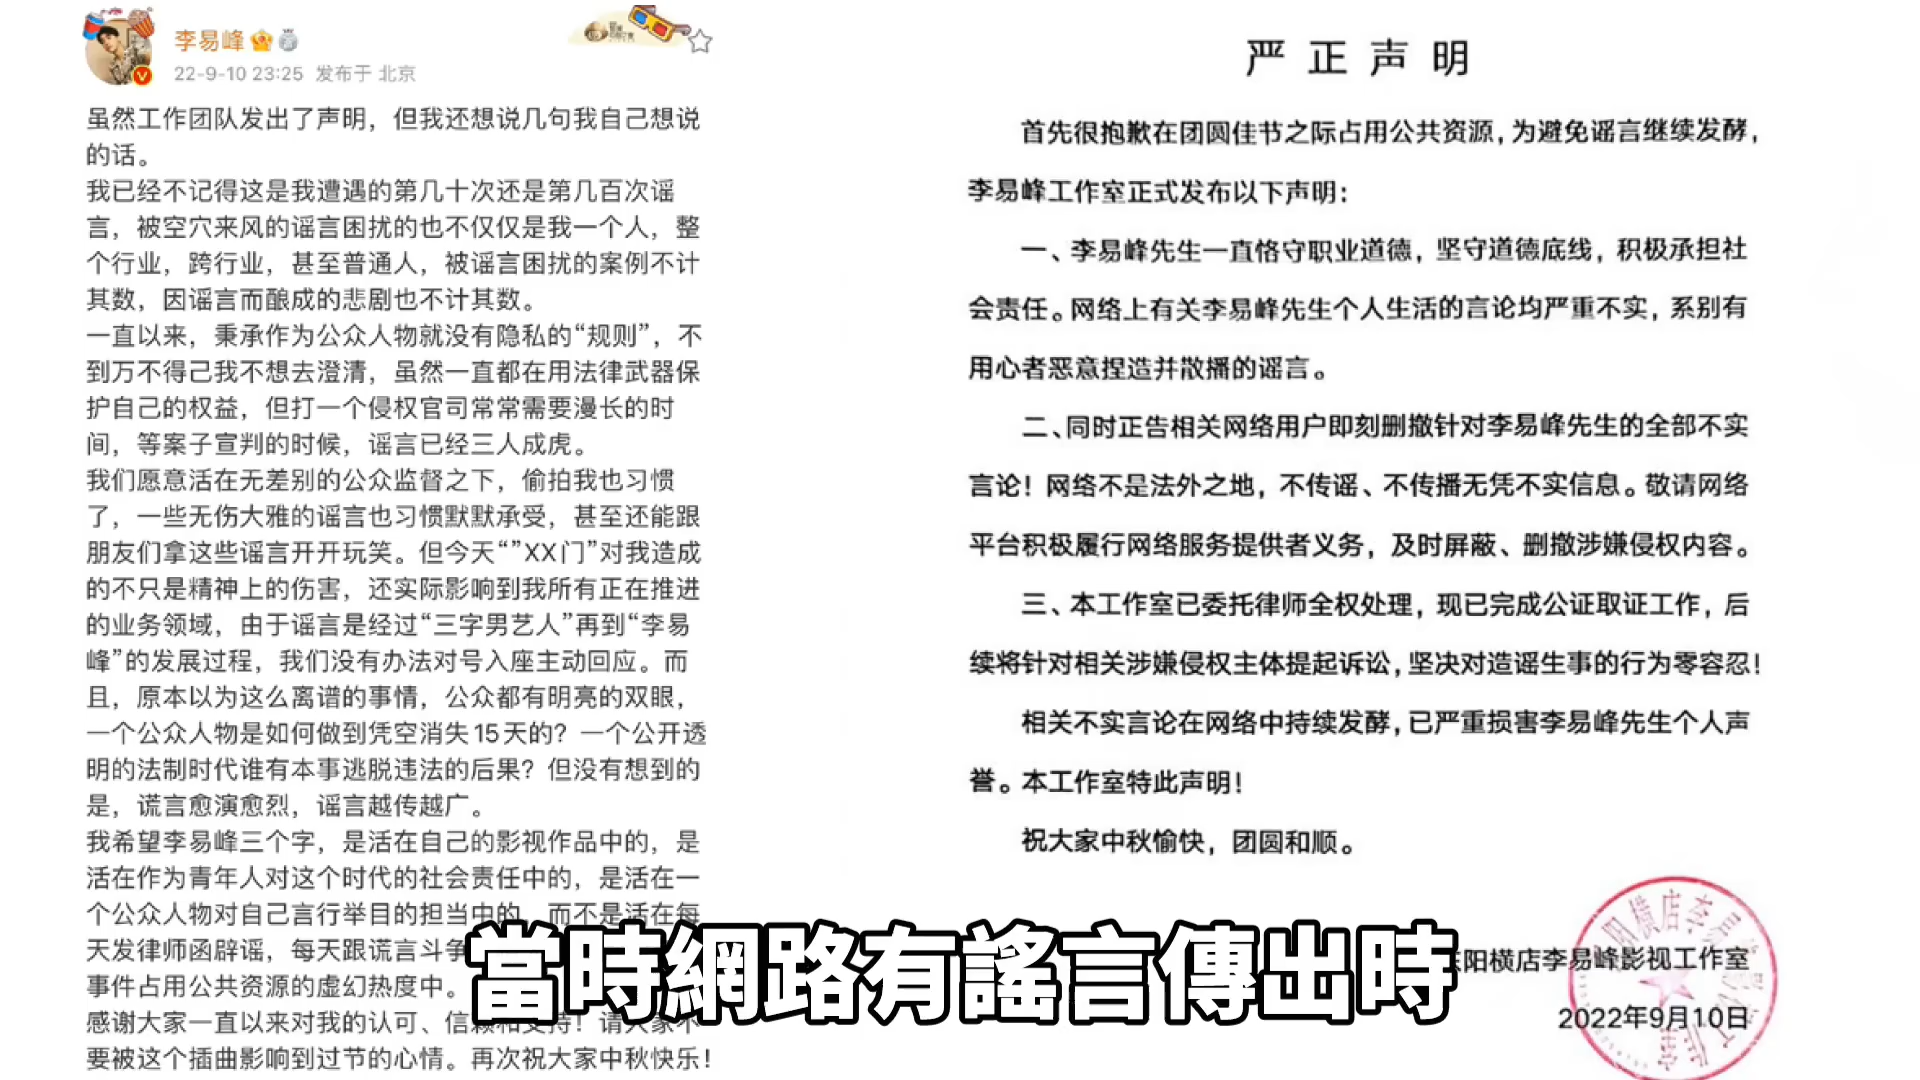 李易峰
22-9-10 23:25 发布于 北京
虽然工作团队发出了声明，但我还想说几句我自己想说
的话。
我已经不记得这是我遭遇的第几十次还是第几百次谣
言，被空穴来风的谣言困扰的也不仅仅是我一个人，整
个行业，跨行业，甚至普通人，被谣言困扰的案例不计
其数，因谣言而酿成的悲剧也不计其数。
一直以来，秉承作为公众人物就没有隐私的“规则”，不
到万不得己我不想去澄清，虽然一直都在用法律武器保
护自己的权益，但打一个侵权官司常常需要漫长的时
间，等案子宣判的时候，谣言已经三人成虎。
我们愿意活在无差别的公众监督之下，偷拍我也习惯
了，一些无伤大雅的谣言也习惯默默承受，甚至还能跟
朋友们拿这些谣言开开玩笑。但今天“”XX门”对我造成
的不只是精神上的伤害，还实际影响到我所有正在推进
的业务领域，由于谣言是经过“三字男艺人”再到“李易
峰”的发展过程，我们没有办法对号入座主动回应。而
且，原本以为这么离谱的事情，公众都有明亮的双眼，
一个公众人物是如何做到凭空消失15天的？一个公开透
明的法制时代谁有本事逃脱违法的后果？但没有想到的
是，谎言愈演愈烈，谣言越传越广。
我希望李易峰三个字，是活在自己的影视作品中的，是
活在作为青年人对这个时代的社会责任中的，是活在一
个公众人物对自己言行举目的担当中的，而不是活在每
天发律师函辟谣，每天跟谎言斗争
事件占用公共资源的虚幻热度中。
感谢大家一直以来对我的认可、信赖和支持！请大家不
要被这个插曲影响到过节的心情。再次祝大家中秋快乐！
严正声明
首先很抱歉在团圆佳节之际占用公共资源，为避免谣言继续发酵，
李易峰工作室正式发布以下声明：
一、李易峰先生一直恪守职业道德，坚守道德底线，积极承担社
会责任。网络上有关李易峰先生个人生活的言论均严重不实，系别有
用心者恶意捏造并散播的谣言。
二、同时正告相关网络用户即刻删撤针对李易峰先生的全部不实
言论！网络不是法外之地，不传谣、不传播无凭不实信息。敬请网络
平台积极履行网络服务提供者义务，及时屏蔽、删撤涉嫌侵权内容。
三、本工作室已委托律师全权处理，现已完成公证取证工作，后
续将针对相关涉嫌侵权主体提起诉讼，坚决对造谣生事的行为零容忍！
相关不实言论在网络中持续发酵，已严重损害李易峰先生个人声
誉。本工作室特此声明！
祝大家中秋愉快，团圆和顺。
阳横店李易峰影视工作室
2022年9月10日
當時網路有謠言傳出時